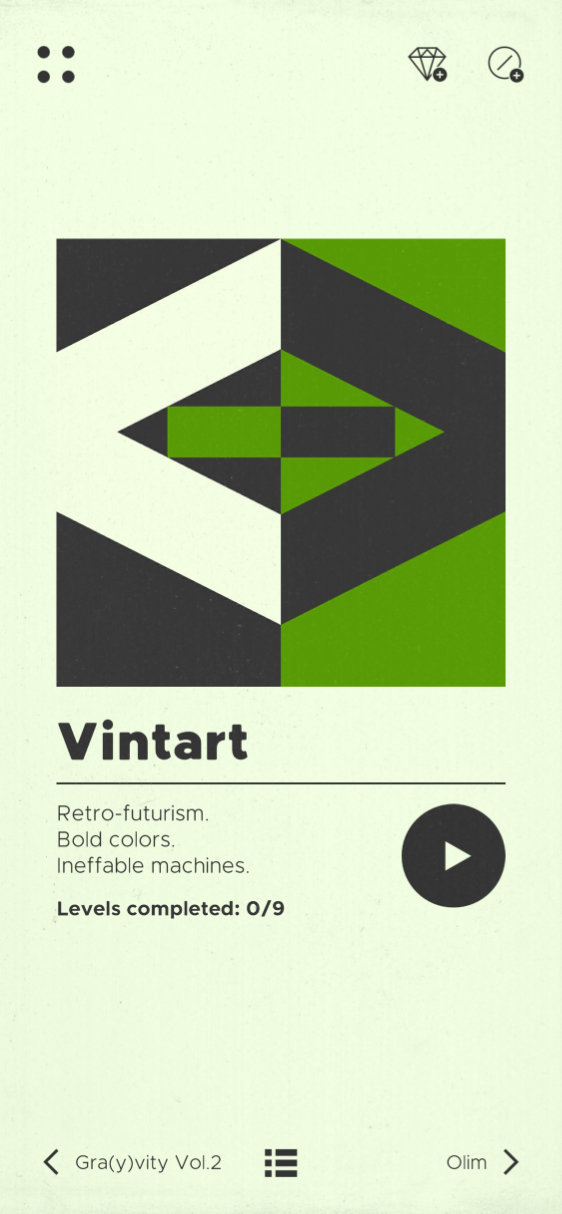 Vintart
Retro-futurism.
Bold colors.
Ineffable machines.
Levels completed: 0/9
Gra(y)vity Vol.2
Olim